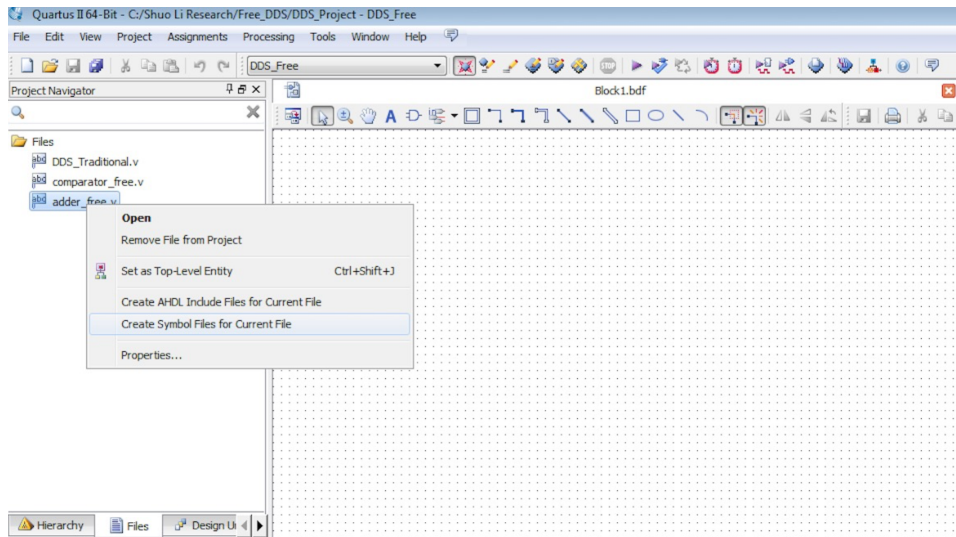 Quartus II 64-Bit - C:/Shuo Li Research/Free_DDS/DDS_Project - DDS_Free
File Edit View Project Assignments Processing Tools Window Help
DDS_Free
Project Navigator
Block1.bdf
Files
DDS_Traditional.v
comparator_free.v
adder_free.v
Open
Remove File from Project
Set as Top-Level Entity Ctrl+Shift+J
Create AHDL Include Files for Current File
Create Symbol Files for Current File
Properties...
Hierarchy Files Design U